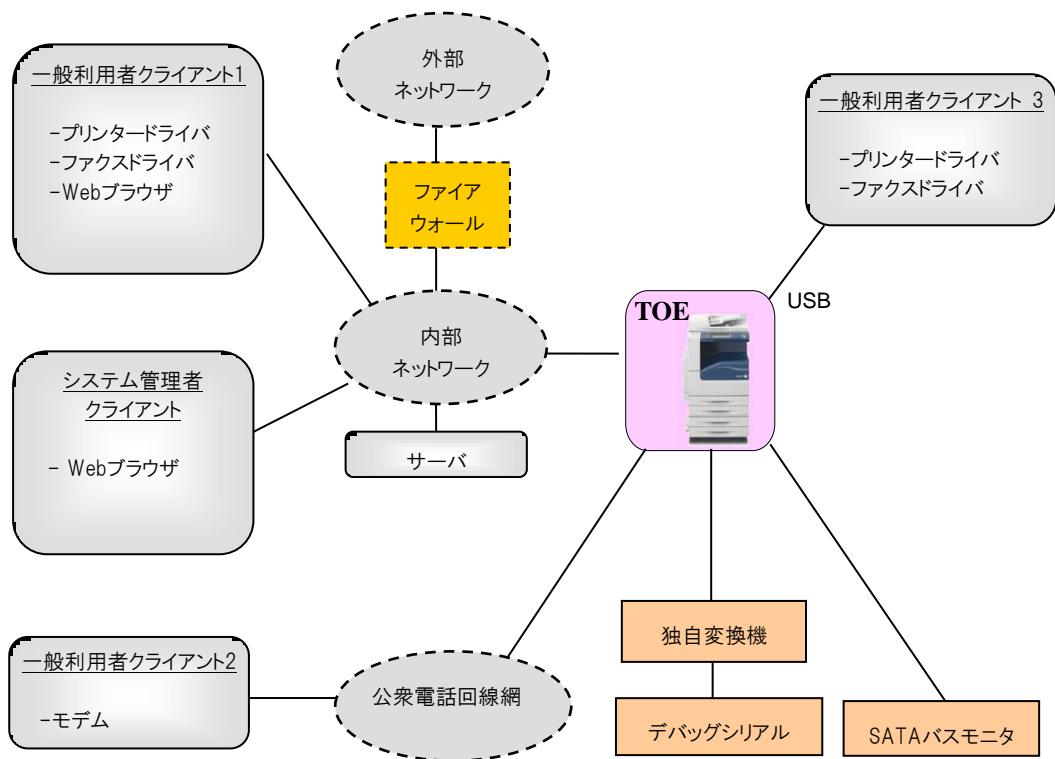 外部
ネットワーク
一般利用者クライアント1
-プリンタードライバ
-ファクスドライバ
-Webブラウザ
一般利用者クライアント 3
-プリンタードライバ
-ファクスドライバ
ファイア
ウォール
TOE
USB
内部
ネットワーク
システム管理者
クライアント
- Webブラウザ
サーバ
独自変換機
一般利用者クライアント2
-モデム
公衆電話回線網
デバッグシリアル
SATAバスモニタ